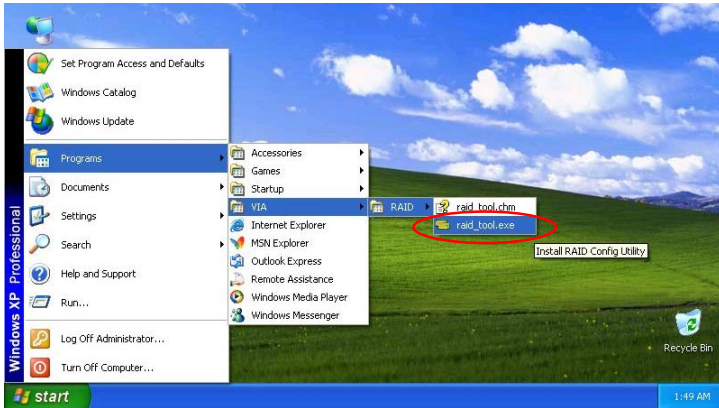 Set Program Access and Defaults
Windows Catalog
Windows Update
Programs
Documents
Settings
Search
Help and Support
Run...
Log Off Administrator...
Turn Off Computer...
Windows XP Professional
Accessories
Games
Startup
VIA
Internet Explorer
MSN Explorer
Outlook Express
Remote Assistance
Windows Media Player
Windows Messenger
RAID
raid_tool.chm
raid_tool.exe
Install RAID Config Utility
Recycle Bin
start
1:49 AM